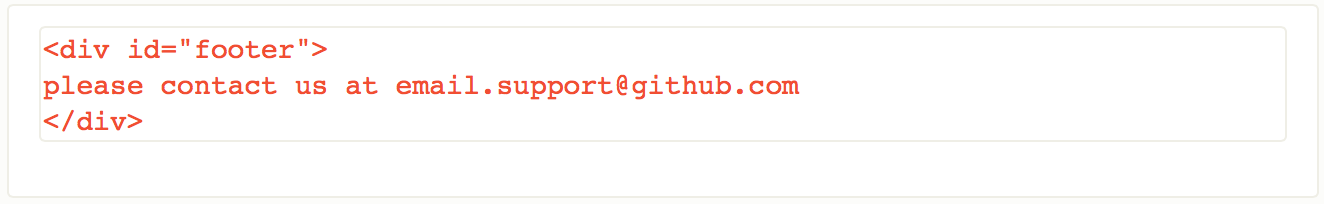 <div id="footer">
please contact us at email.support@github.com
</div>